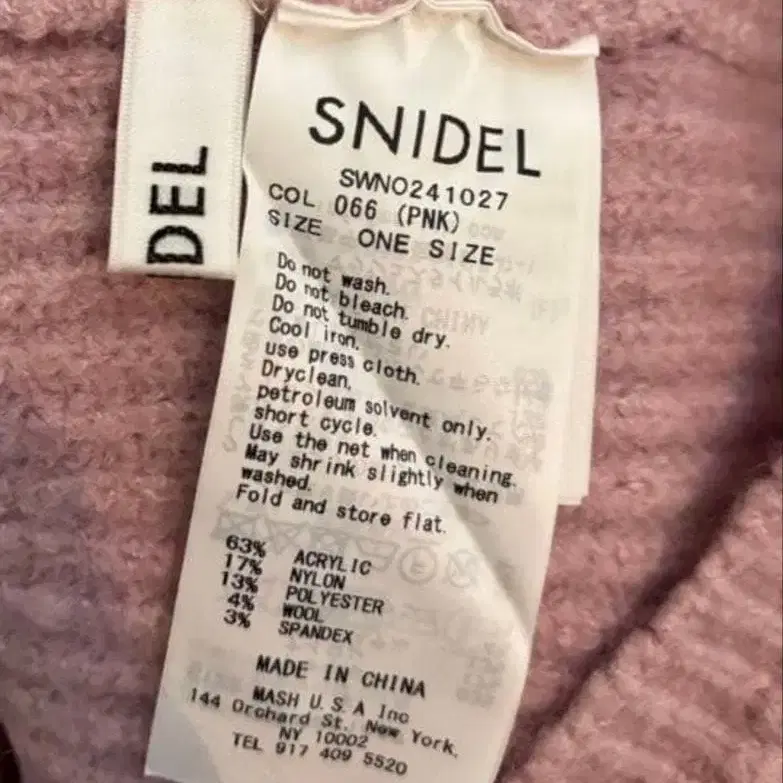 DEL
SNIDEL
SWNO241027
COL 066 (PNK)
SIZE ONE SIZE
Do not wash.
Do not bleach.
Do not tumble dry.
Cool iron.
use press cloth.
Dryclean.
petroleum solvent only.
short cycle.
Use the net when cleaning.
May shrink slightly when
washed.
Fold and store flat.
63% ACRYLIC
17% NYLON
13% POLYESTER
4% WOOL
3% SPANDEX
MADE IN CHINA
MASH U.S.A Inc
144 Orchard St. New York,
NY 10002
TEL 917 409 5520